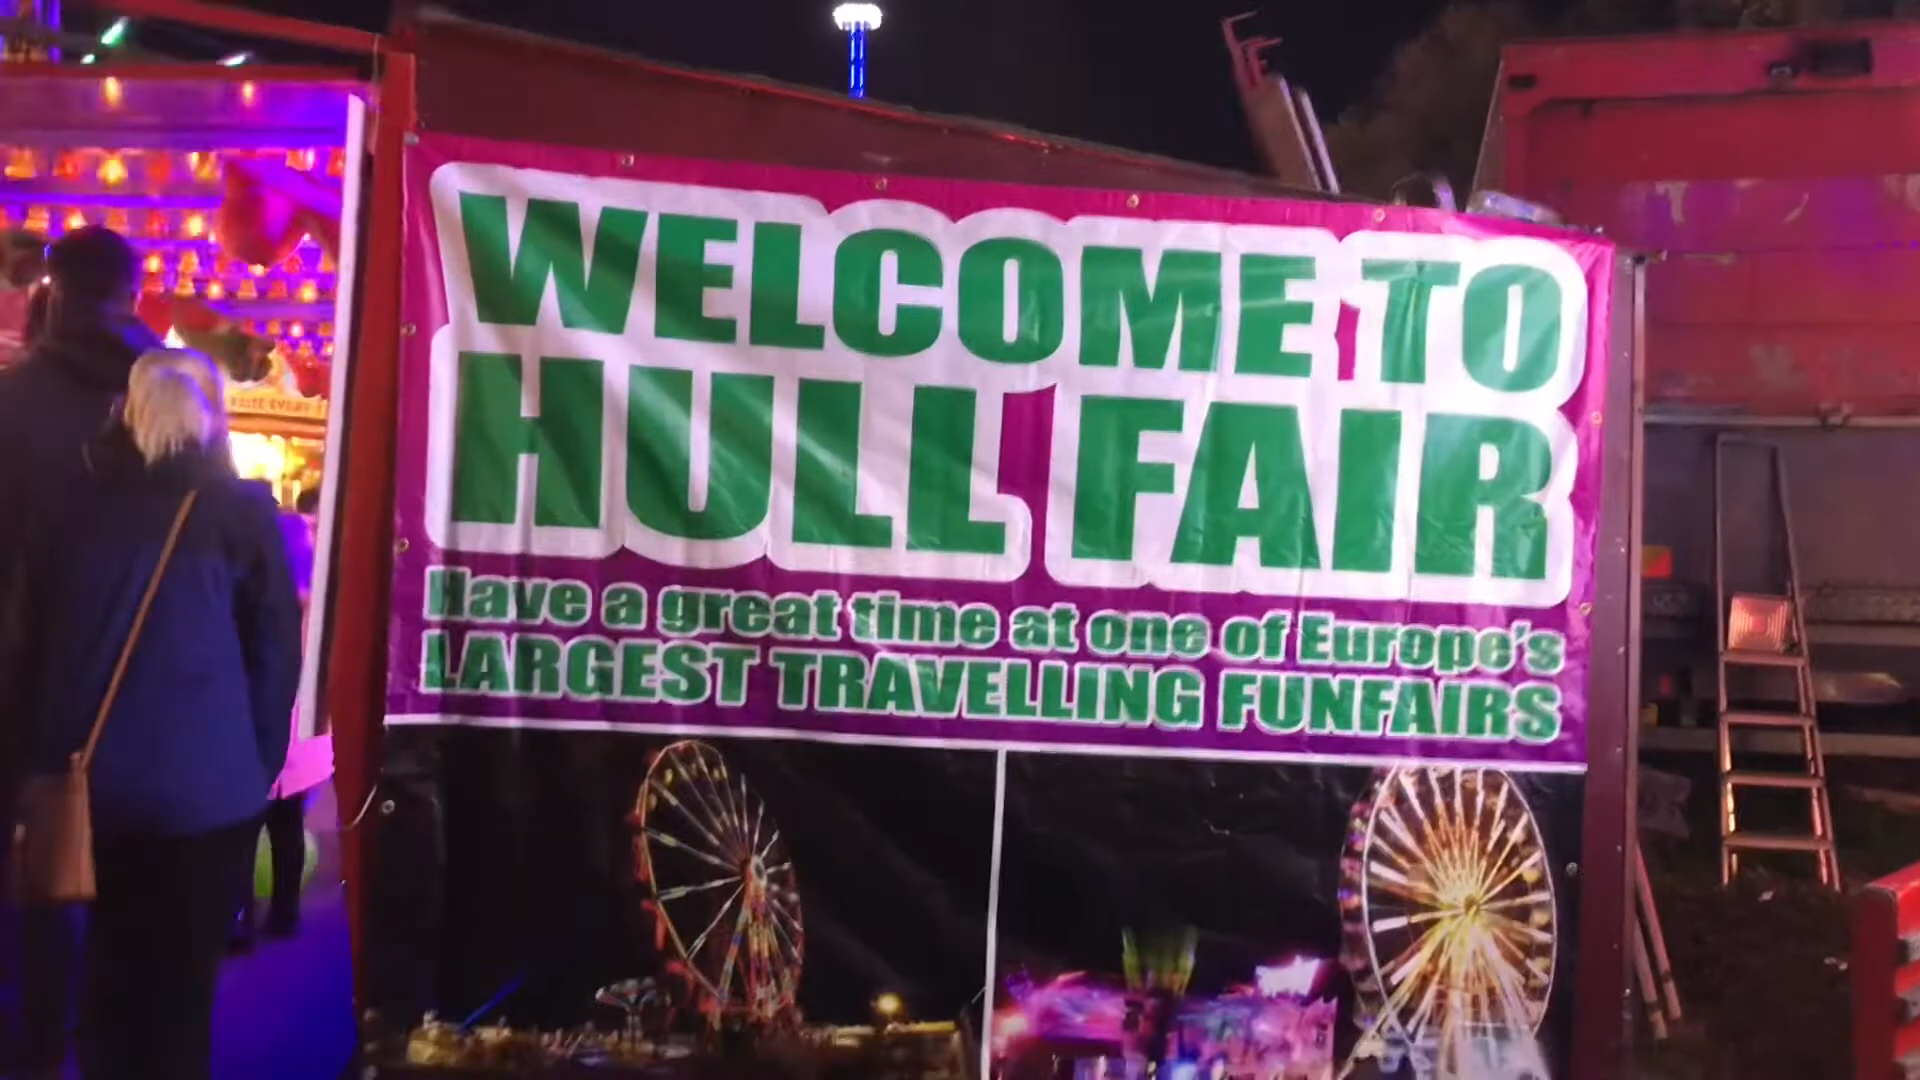 WELCOME TO
HULL FAIR
Have a great time at one of Europe's
LARGEST TRAVELLING FUNFAIRS